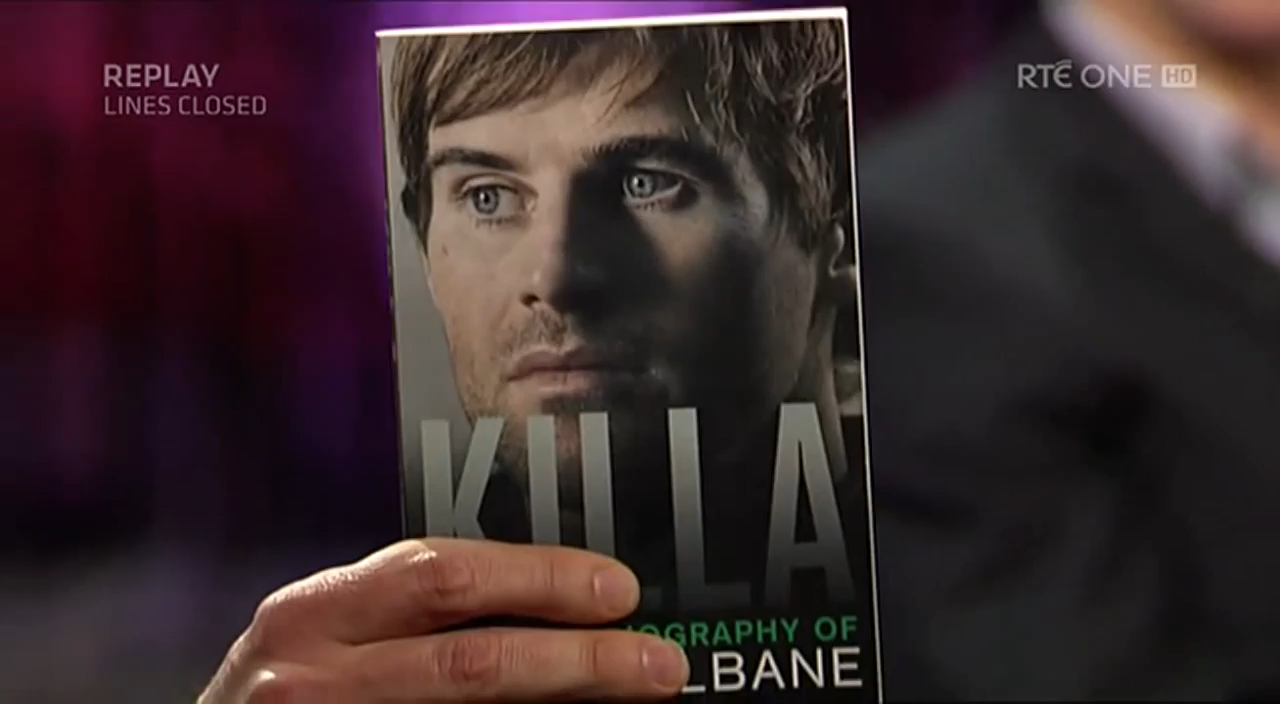 REPLAY
LINES CLOSED
RTÉ ONE HD
KILLA
OGRAPHY OF
LBANE